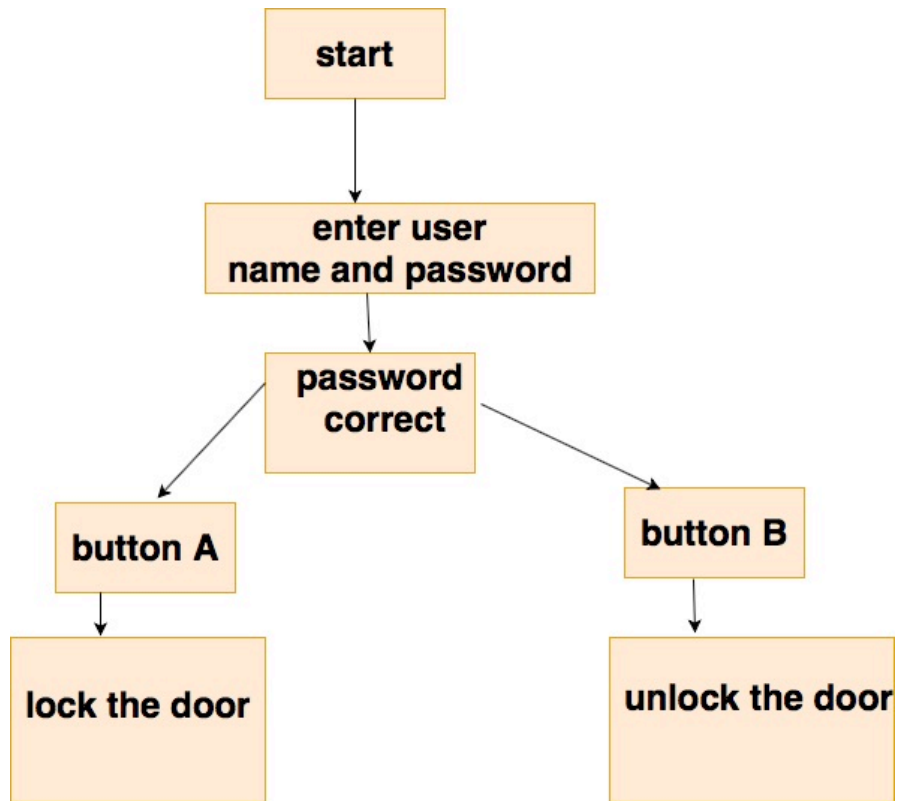 start
enter user
name and password
password
correct
button A
button B
lock the door
unlock the door